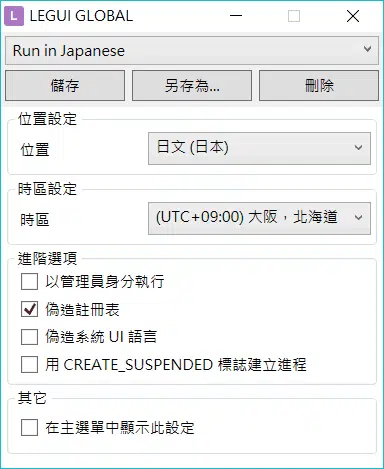 L LEGUI GLOBAL
Run in Japanese
儲存 另存為... 刪除
位置設定
位置 日文 (日本)
時區設定
時區 (UTC+09:00) 大阪，北海道
進階選項
以管理員身分執行
偽造註冊表
偽造系統 UI 語言
用 CREATE_SUSPENDED 標誌建立進程
其它
在主選單中顯示此設定